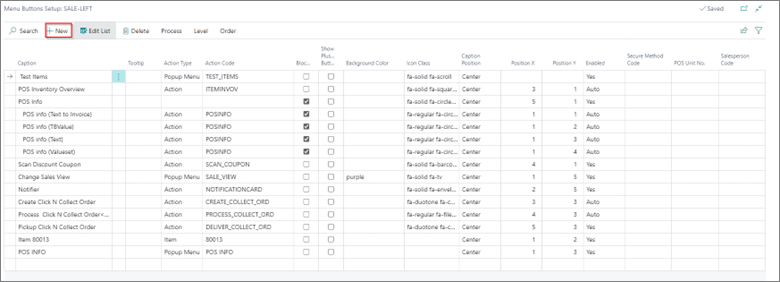 Menu Buttons Setup: SALE-LEFT
Saved
Search New Edit List Delete Process Level Order
Caption Tooltip Action Type Action Code Bloc... Show Plus... Butt... Background Color Icon Class Caption Position Position X Position Y Enabled Secure Method Code POS Unit No. Salesperson Code
Test Items Popup Menu TEST_ITEMS fa-solid fa-scroll Center Yes
POS Inventory Overview Action ITEMINVOV fa-solid fa-squar... Center 3 1 Auto
POS Info fa-solid fa-circle... Center 5 1 Yes
POS info (Text to Invoice) Action POSINFO fa-regular fa-circ... Center 1 1 Auto
POS info (TBValue) Action POSINFO fa-regular fa-circ... Center 1 2 Auto
POS info (Text) Action POSINFO fa-regular fa-circ... Center 1 3 Auto
POS info (Valueset) Action POSINFO fa-regular fa-circ... Center 1 4 Auto
Scan Discount Coupon Action SCAN_COUPON fa-solid fa-barco... Center 4 1 Yes
Change Sales View Popup Menu SALE_VIEW purple fa-solid fa-tv Center 1 5 Yes
Notifier Action NOTIFICATIONCARD fa-solid fa-envel... Center 2 5 Yes
Create Click N Collect Order Action CREATE_COLLECT_ORD fa-duotone fa-c... Center 3 3 Auto
Process Click N Collect Order<... Action PROCESS_COLLECT_ORD fa-regular fa-file... Center 4 3 Auto
Pickup Click N Collect Order Action DELIVER_COLLECT_ORD fa-duotone fa-c... Center 5 3 Yes
Item 80013 Item 80013 Center 1 2 Yes
POS INFO Popup Menu POS INFO Center 1 3 Yes